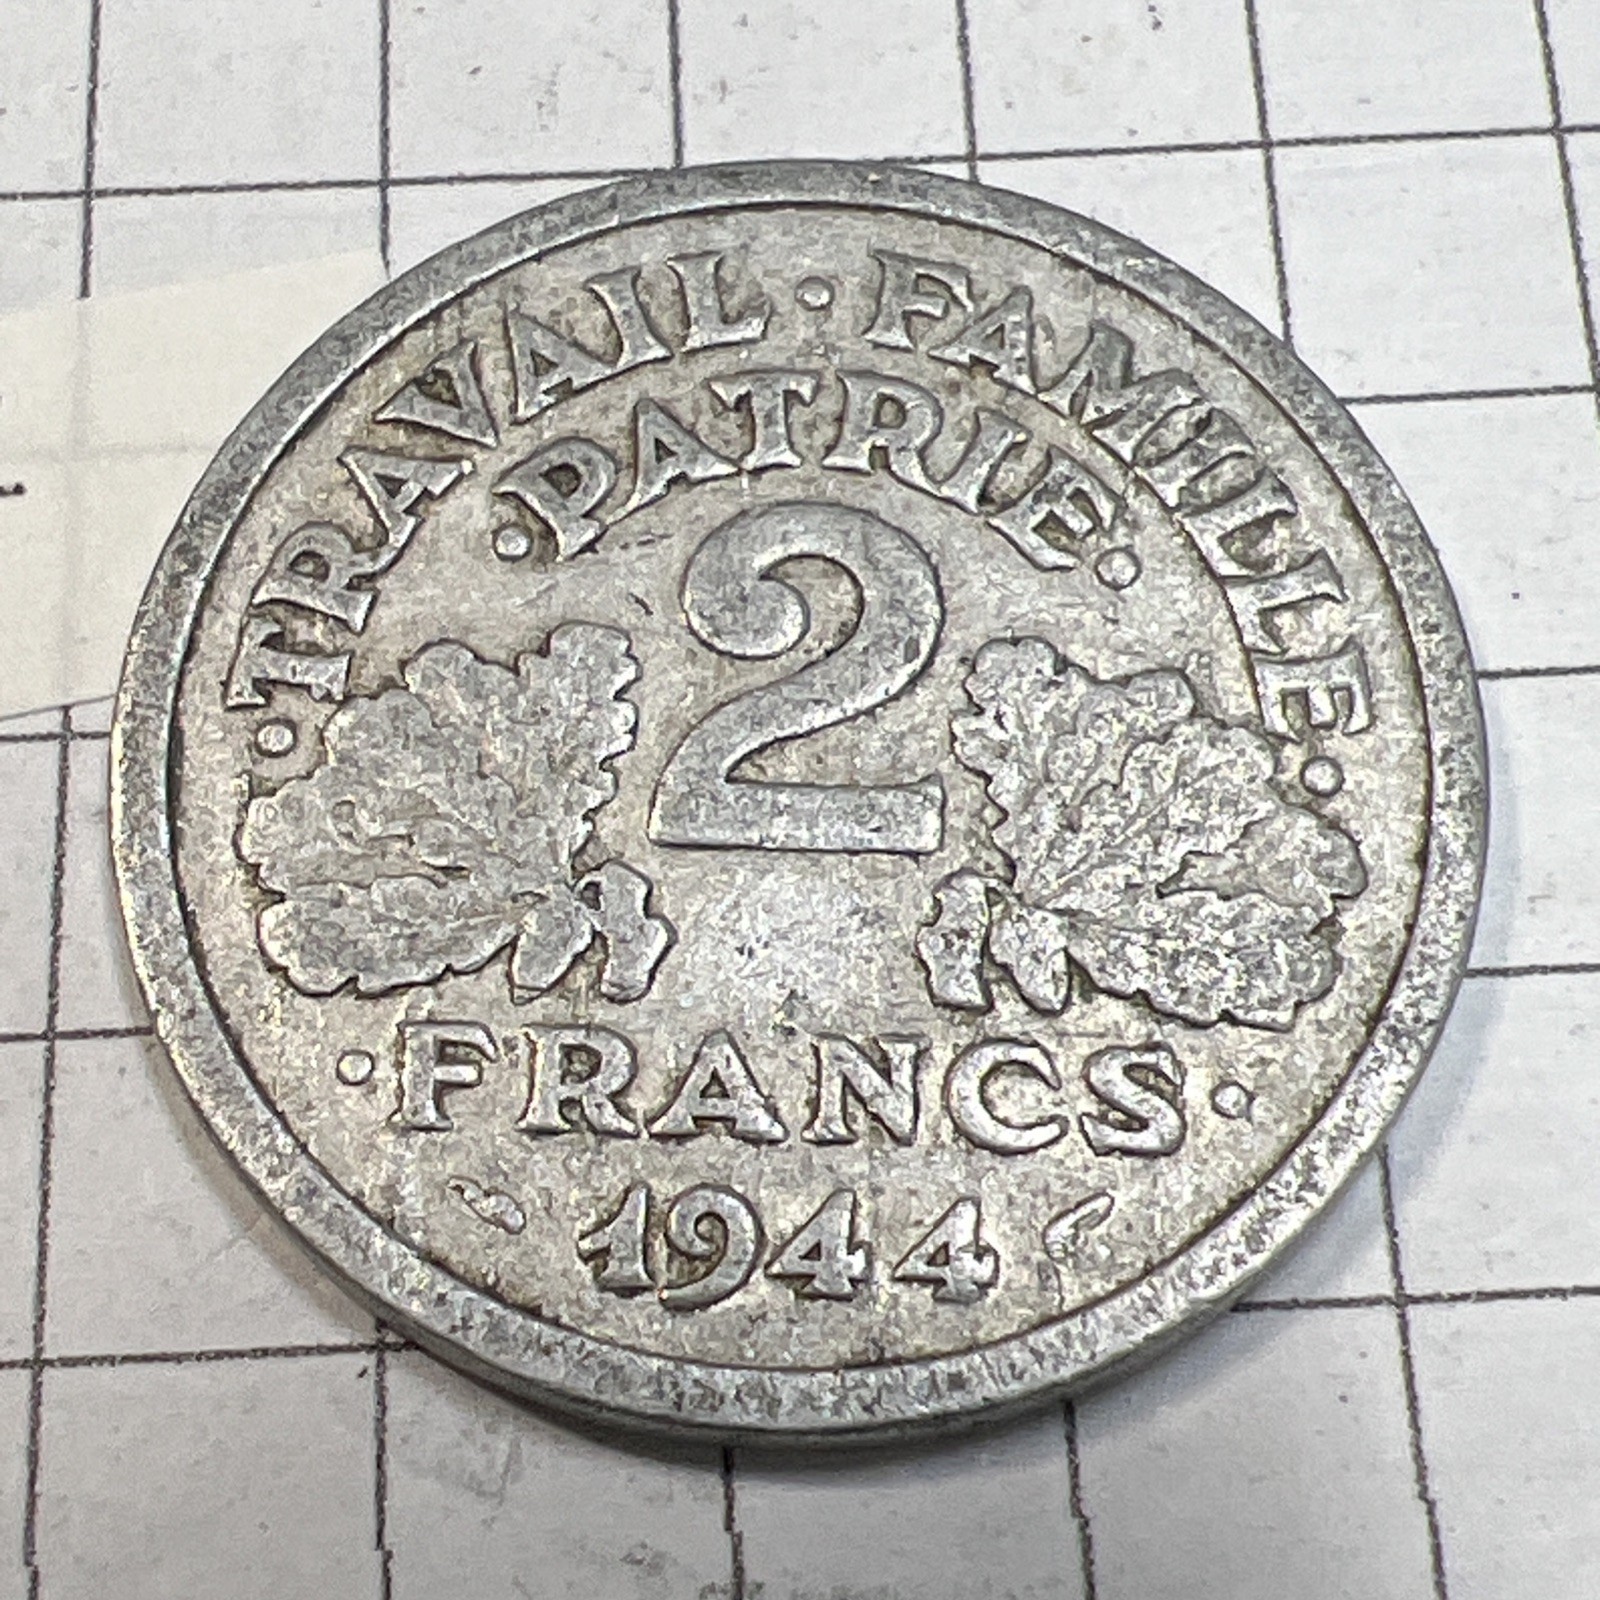 ·TRAVAIL·FAMILLE·
·PATRIE·
2
·FRANCS·
1944